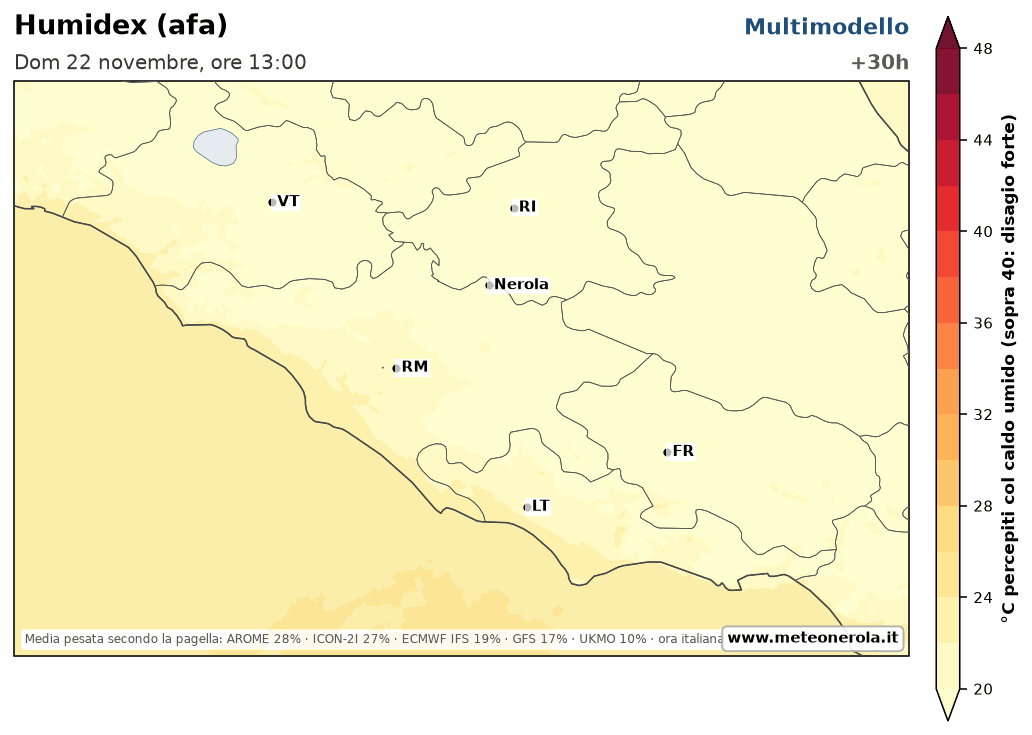 Humidex (afa)
Multimodello
Dom 22 novembre, ore 13:00
+30h
VT
RI
Nerola
RM
FR
LT
Media pesata secondo la pagella: AROME 28% · ICON-2I 27% · ECMWF IFS 19% · GFS 17% · UKMO 10% · ora italiana
www.meteonerola.it
48
44
40
36
32
28
24
20
°C percepiti col caldo umido (sopra 40: disagio forte)